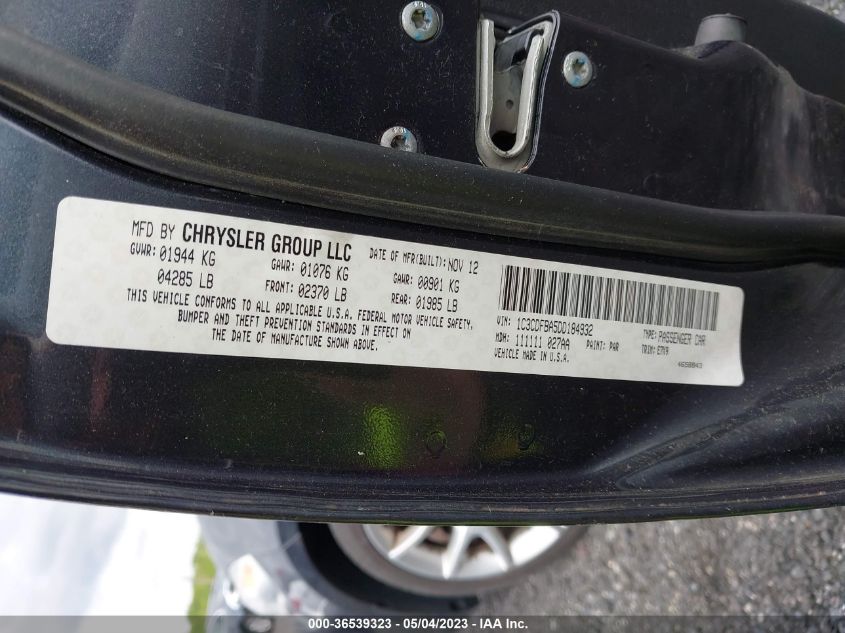 MFD BY CHRYSLER GROUP LLC DATE OF MFR(BUILT): NOV 12
GVWR: 01944 KG GAWR: 01076 KG GAWR: 00901 KG
04285 LB FRONT: 02370 LB REAR: 01985 LB
THIS VEHICLE CONFORMS TO ALL APPLICABLE U.S.A. FEDERAL MOTOR VEHICLE SAFETY,
BUMPER AND THEFT PREVENTION STANDARDS IN EFFECT ON
THE DATE OF MANUFACTURE SHOWN ABOVE.
VIN: 1C3CDFBA5DD184932 TYPE: PASSENGER CAR
MDH: 111111 027AA PAINT: PAR TRIM: E7X9
VEHICLE MADE IN U.S.A. 4658843
000-36539323 - 05/04/2023 - IAA Inc.